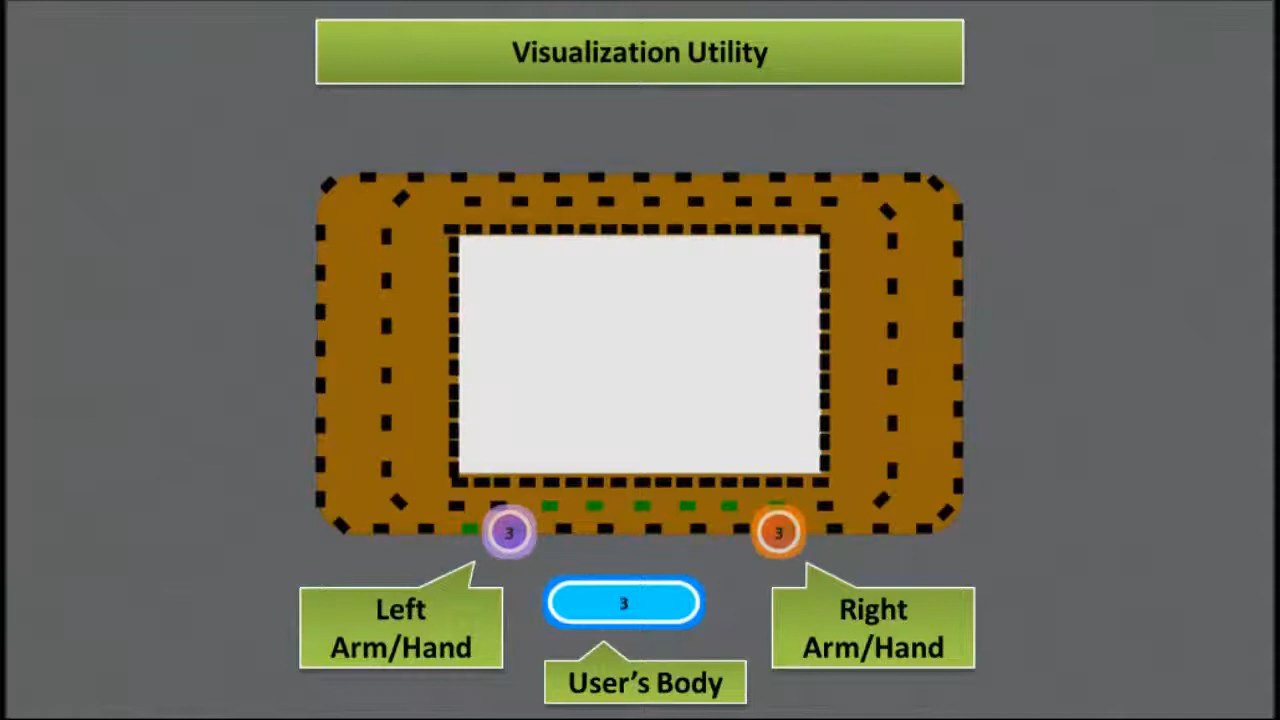 Visualization Utility
3
3
3
Left
Arm/Hand
Right
Arm/Hand
User's Body